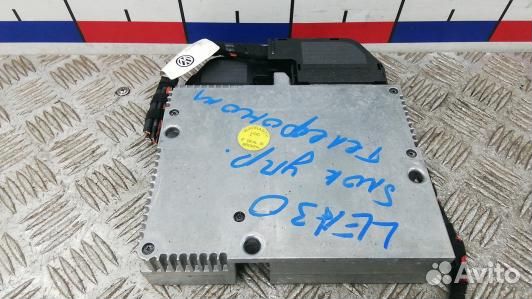 LEA30
блок упр.
телефоном
Avito